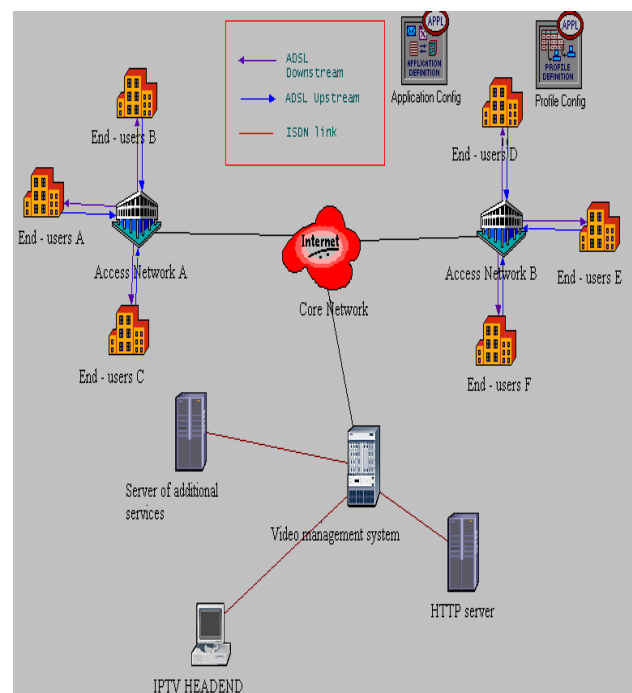 APPL
APPL
ADSL
Downstream
ADSL Upstream
ISDN link
APPLICATION
DEFINITION
Application Config
PROFILE
DEFINITION
Profile Config
End - users B
End - users D
End - users A
Access Network A
Internet
Core Network
Access Network B
End - users E
End - users C
End - users F
Server of additional
services
Video management system
HTTP server
IPTV HEADEND